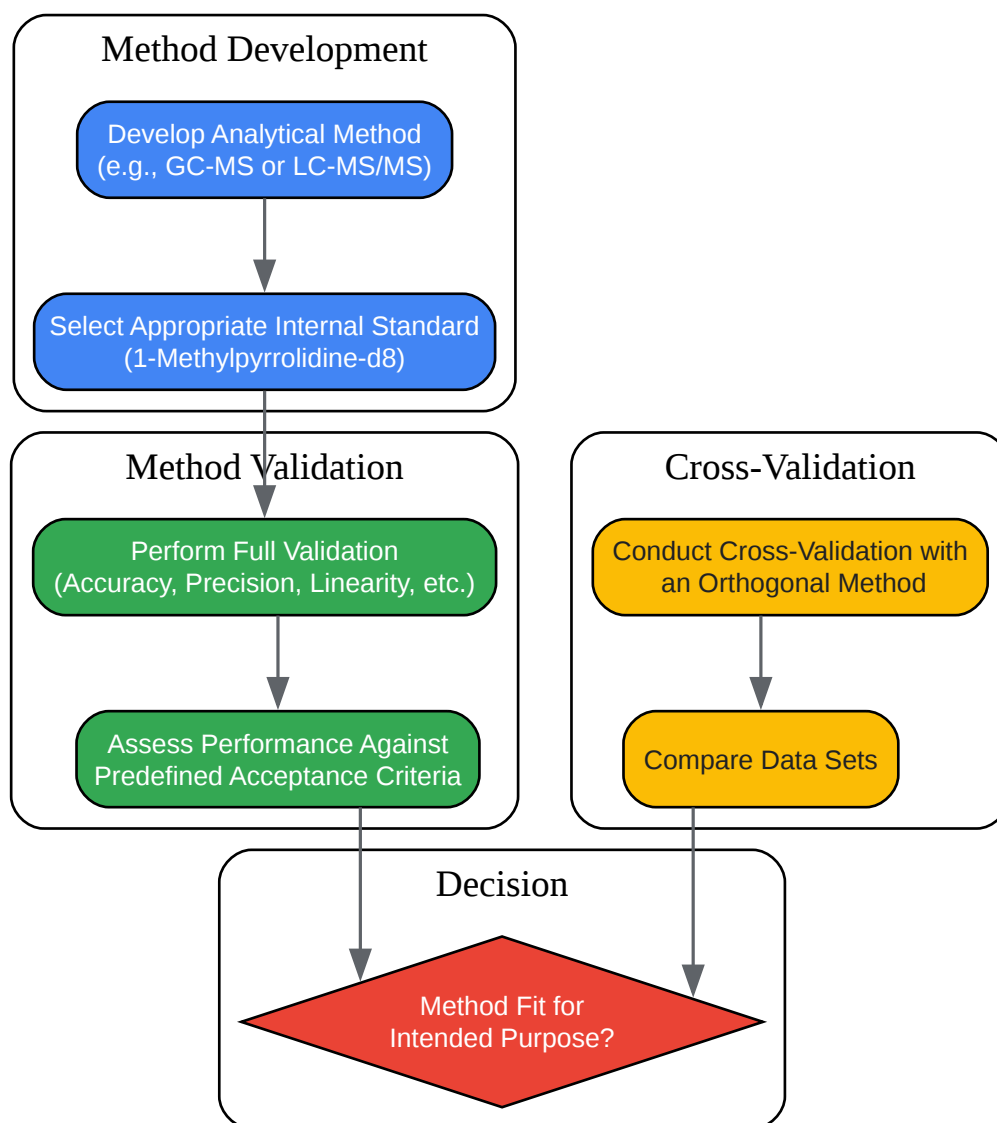 Method Development
Develop Analytical Method
(e.g., GC-MS or LC-MS/MS)
Select Appropriate Internal Standard
(1-Methylpyrrolidine-d8)
Method Validation
Perform Full Validation
(Accuracy, Precision, Linearity, etc.)
Assess Performance Against
Predefined Acceptance Criteria
Cross-Validation
Conduct Cross-Validation with
an Orthogonal Method
Compare Data Sets
Decision
Method Fit for
Intended Purpose?